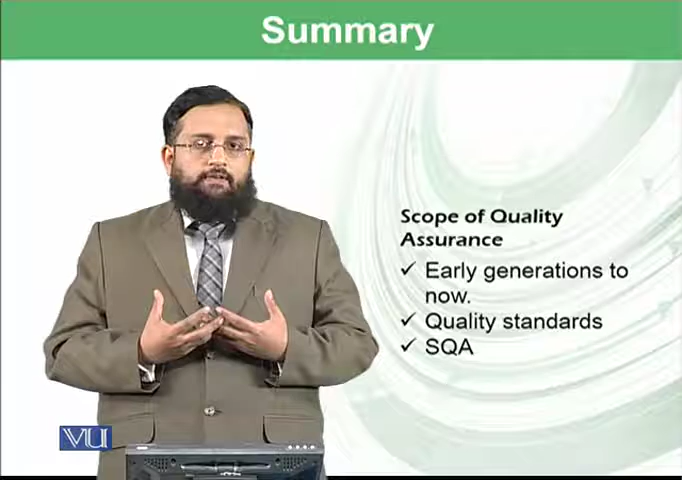 Summary
Scope of Quality
Assurance
✓ Early generations to
now.
✓ Quality standards
✓ SQA
VU